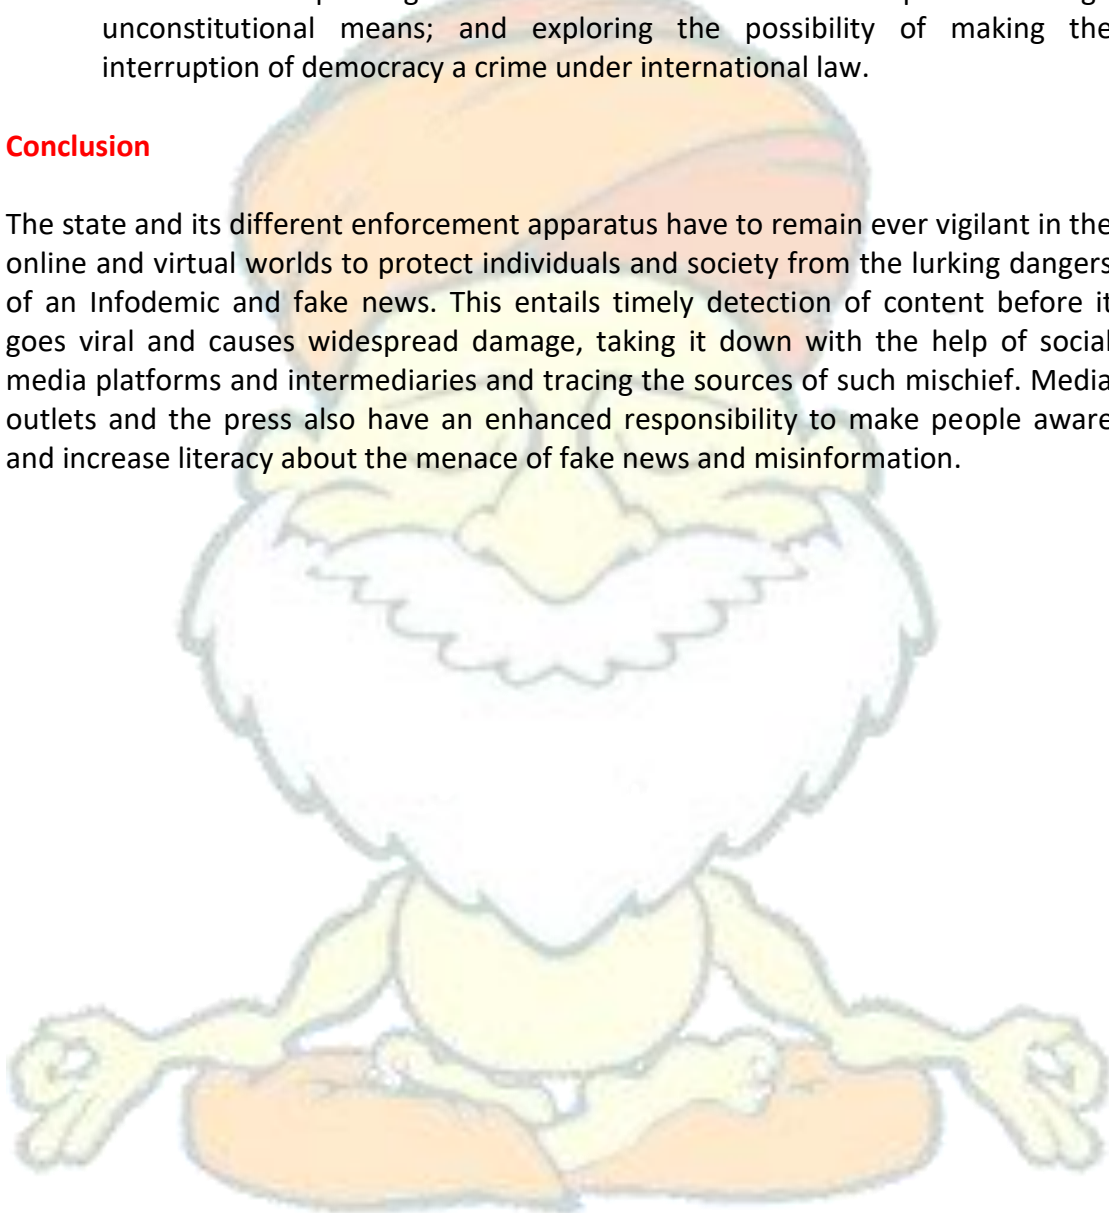 unconstitutional means; and exploring the possibility of making the
interruption of democracy a crime under international law.
Conclusion
The state and its different enforcement apparatus have to remain ever vigilant in the
online and virtual worlds to protect individuals and society from the lurking dangers
of an Infodemic and fake news. This entails timely detection of content before it
goes viral and causes widespread damage, taking it down with the help of social
media platforms and intermediaries and tracing the sources of such mischief. Media
outlets and the press also have an enhanced responsibility to make people aware
and increase literacy about the menace of fake news and misinformation.